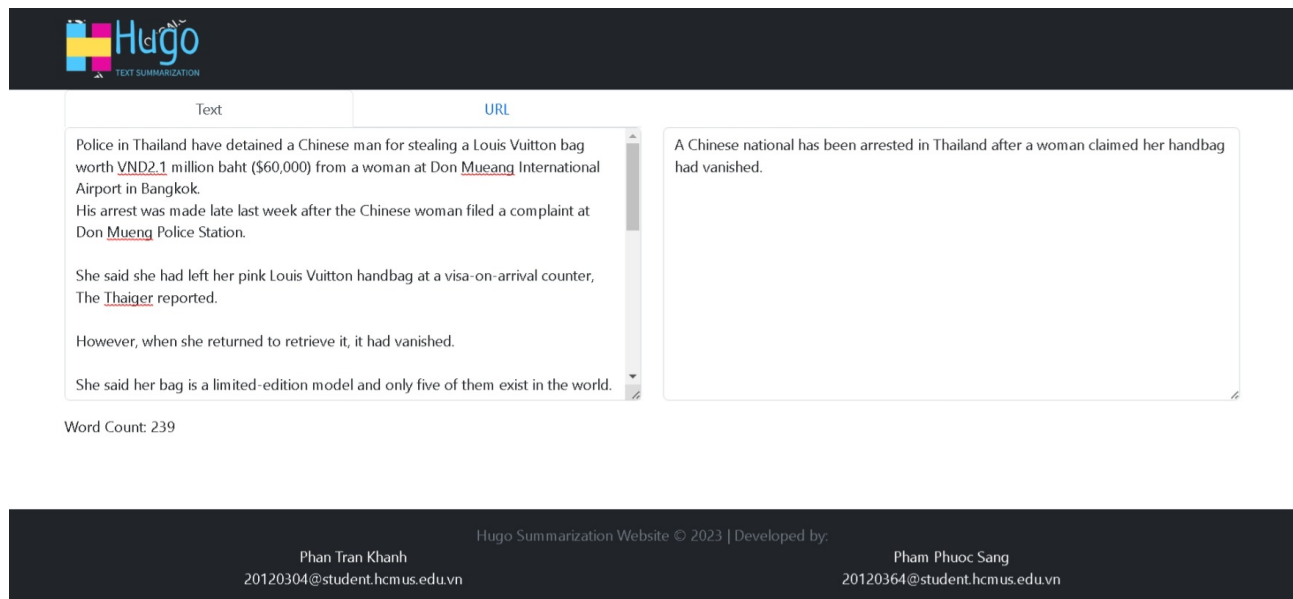 Hugo
TEXT SUMMARIZATION
Text
URL
Police in Thailand have detained a Chinese man for stealing a Louis Vuitton bag
worth VND2.1 million baht ($60,000) from a woman at Don Mueang International
Airport in Bangkok.
His arrest was made late last week after the Chinese woman filed a complaint at
Don Mueng Police Station.
She said she had left her pink Louis Vuitton handbag at a visa-on-arrival counter,
The Thaiger reported.
However, when she returned to retrieve it, it had vanished.
She said her bag is a limited-edition model and only five of them exist in the world.
A Chinese national has been arrested in Thailand after a woman claimed her handbag
had vanished.
Word Count: 239
Hugo Summarization Website © 2023 | Developed by:
Phan Tran Khanh
20120304@student.hcmus.edu.vn
Pham Phuoc Sang
20120364@student.hcmus.edu.vn